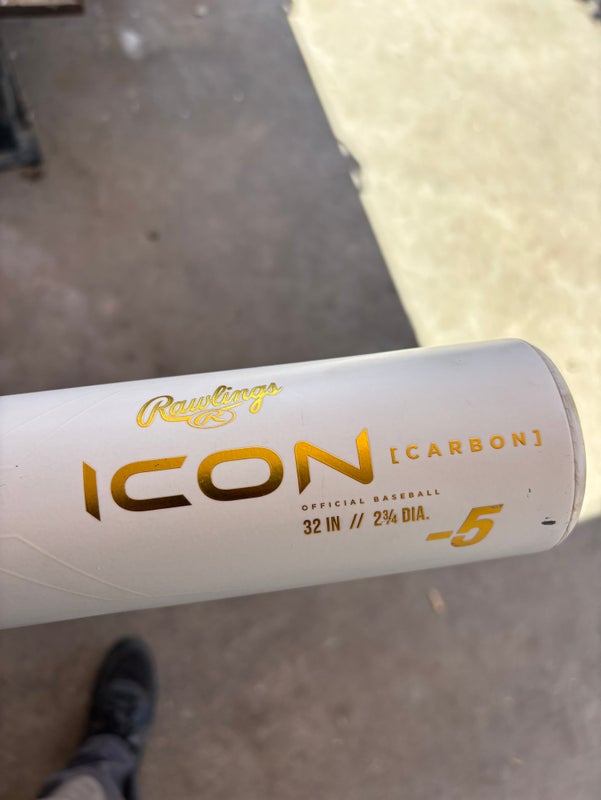 Rawlings
R
ICON [CARBON]
OFFICIAL BASEBALL
32 IN // 2¾ DIA.
-5